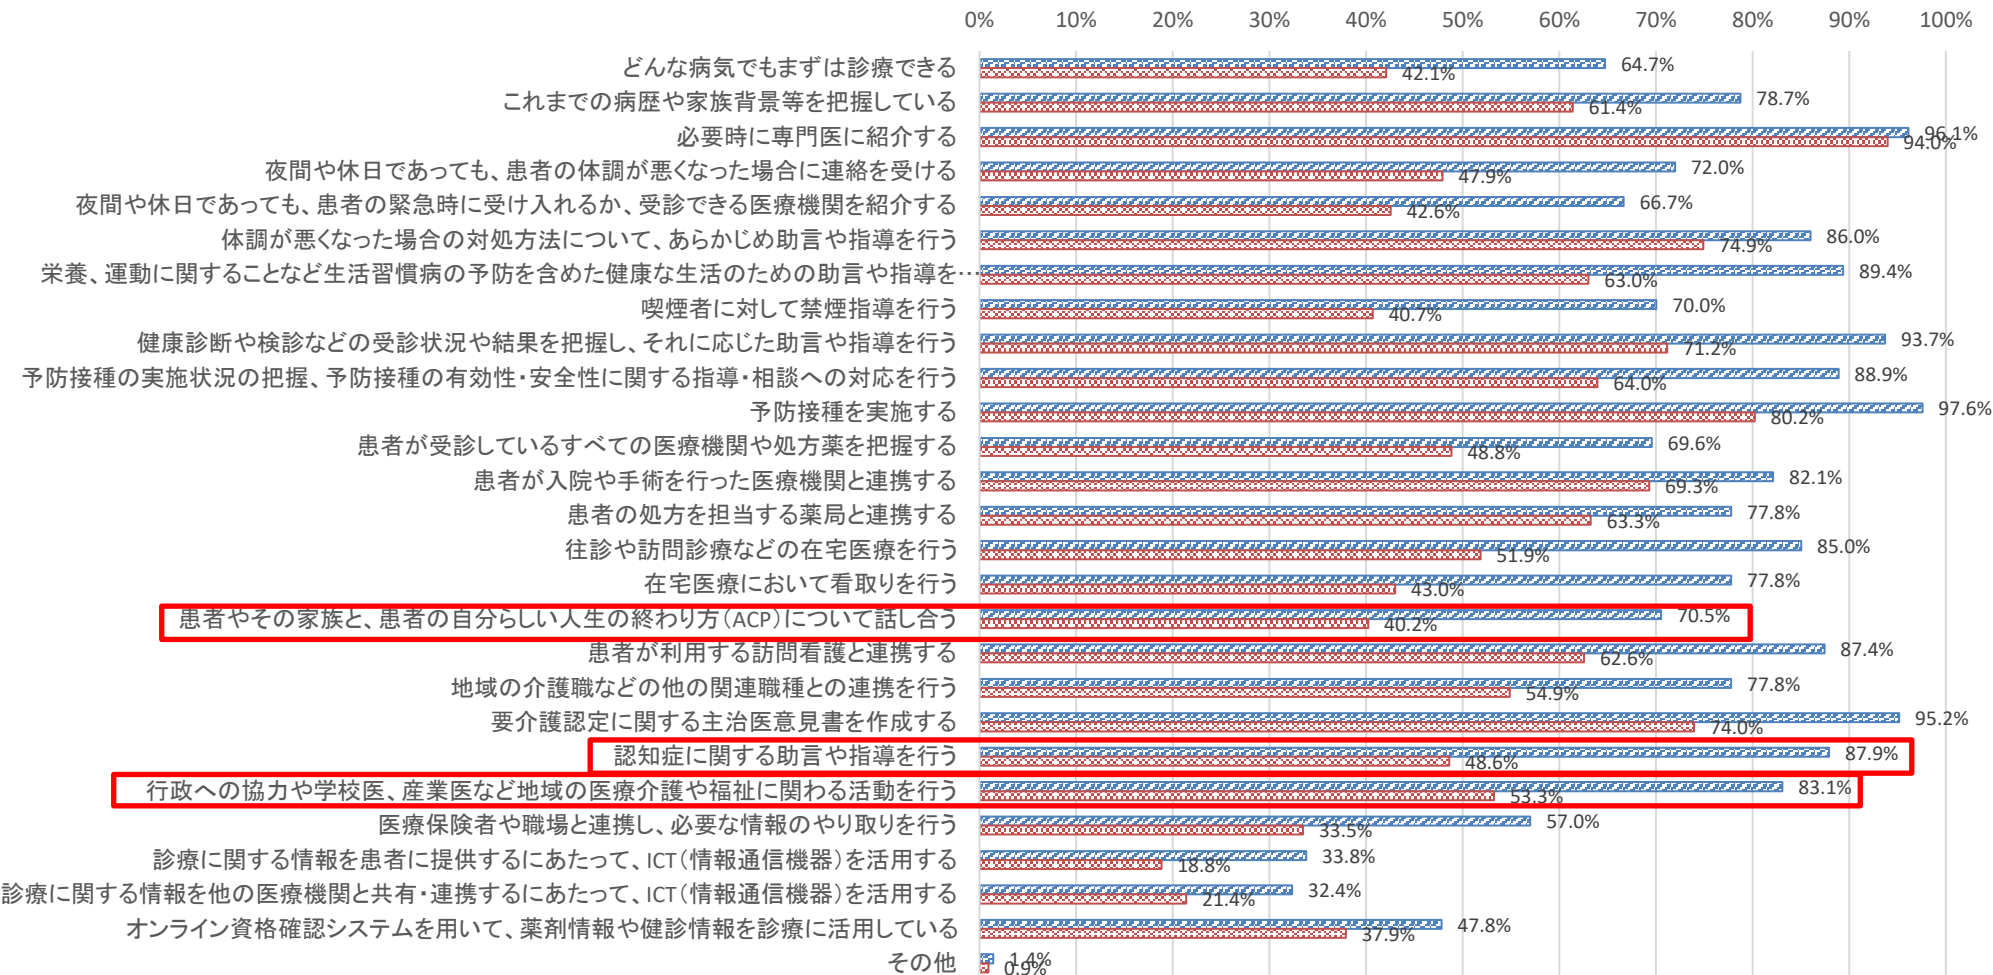 0% 10% 20% 30% 40% 50% 60% 70% 80% 90% 100%
どんな病気でもまずは診療できる 64.7%
42.1%
これまでの病歴や家族背景等を把握している 78.7%
61.4%
必要時に専門医に紹介する 96.1%
94.0%
夜間や休日であっても、患者の体調が悪くなった場合に連絡を受ける 72.0%
47.9%
夜間や休日であっても、患者の緊急時に受け入れるか、受診できる医療機関を紹介する 66.7%
42.6%
体調が悪くなった場合の対処方法について、あらかじめ助言や指導を行う 86.0%
74.9%
栄養、運動に関することなど生活習慣病の予防を含めた健康な生活のための助言や指導を… 89.4%
63.0%
喫煙者に対して禁煙指導を行う 70.0%
40.7%
健康診断や検診などの受診状況や結果を把握し、それに応じた助言や指導を行う 93.7%
71.2%
予防接種の実施状況の把握、予防接種の有効性・安全性に関する指導・相談への対応を行う 88.9%
64.0%
予防接種を実施する 97.6%
80.2%
患者が受診しているすべての医療機関や処方薬を把握する 69.6%
48.8%
患者が入院や手術を行った医療機関と連携する 82.1%
69.3%
患者の処方を担当する薬局と連携する 77.8%
63.3%
往診や訪問診療などの在宅医療を行う 85.0%
51.9%
在宅医療において看取りを行う 77.8%
43.0%
患者やその家族と、患者の自分らしい人生の終わり方（ACP）について話し合う 70.5%
40.2%
患者が利用する訪問看護と連携する 87.4%
62.6%
地域の介護職などの他の関連職種との連携を行う 77.8%
54.9%
要介護認定に関する主治医意見書を作成する 95.2%
74.0%
認知症に関する助言や指導を行う 87.9%
48.6%
行政への協力や学校医、産業医など地域の医療介護や福祉に関わる活動を行う 83.1%
53.3%
医療保険者や職場と連携し、必要な情報のやり取りを行う 57.0%
33.5%
診療に関する情報を患者に提供するにあたって、ICT（情報通信機器）を活用する 33.8%
18.8%
診療に関する情報を他の医療機関と共有・連携するにあたって、ICT（情報通信機器）を活用する 32.4%
21.4%
オンライン資格確認システムを用いて、薬剤情報や健診情報を診療に活用している 47.8%
37.9%
その他 1.4%
0.9%